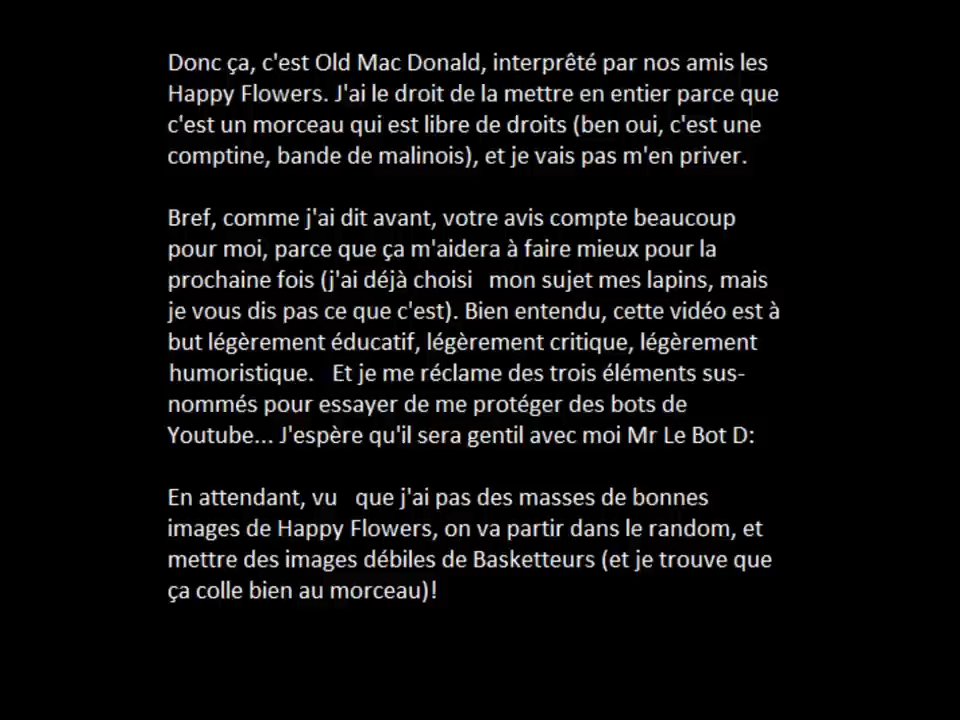 Donc ça, c'est Old Mac Donald, interprêté par nos amis les
Happy Flowers. J'ai le droit de la mettre en entier parce que
c'est un morceau qui est libre de droits (ben oui, c'est une
comptine, bande de malinois), et je vais pas m'en priver.
Bref, comme j'ai dit avant, votre avis compte beaucoup
pour moi, parce que ça m'aidera à faire mieux pour la
prochaine fois (j'ai déjà choisi mon sujet mes lapins, mais
je vous dis pas ce que c'est). Bien entendu, cette vidéo est à
but légèrement éducatif, légèrement critique, légèrement
humoristique. Et je me réclame des trois éléments sus-
nommés pour essayer de me protéger des bots de
Youtube... J'espère qu'il sera gentil avec moi Mr Le Bot D:
En attendant, vu que j'ai pas des masses de bonnes
images de Happy Flowers, on va partir dans le random, et
mettre des images débiles de Basketteurs (et je trouve que
ça colle bien au morceau)!